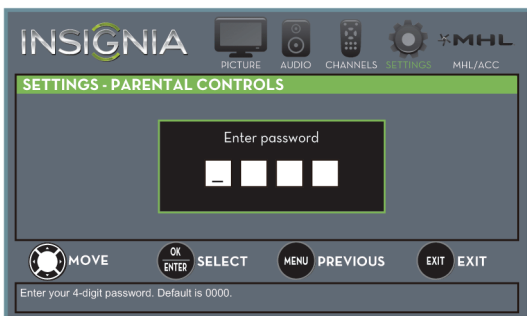 INSIGNIA
PICTURE AUDIO CHANNELS SETTINGS MHL MHL/ACC
SETTINGS - PARENTAL CONTROLS
Enter password
_
MOVE OK ENTER SELECT MENU PREVIOUS EXIT EXIT
Enter your 4-digit password. Default is 0000.